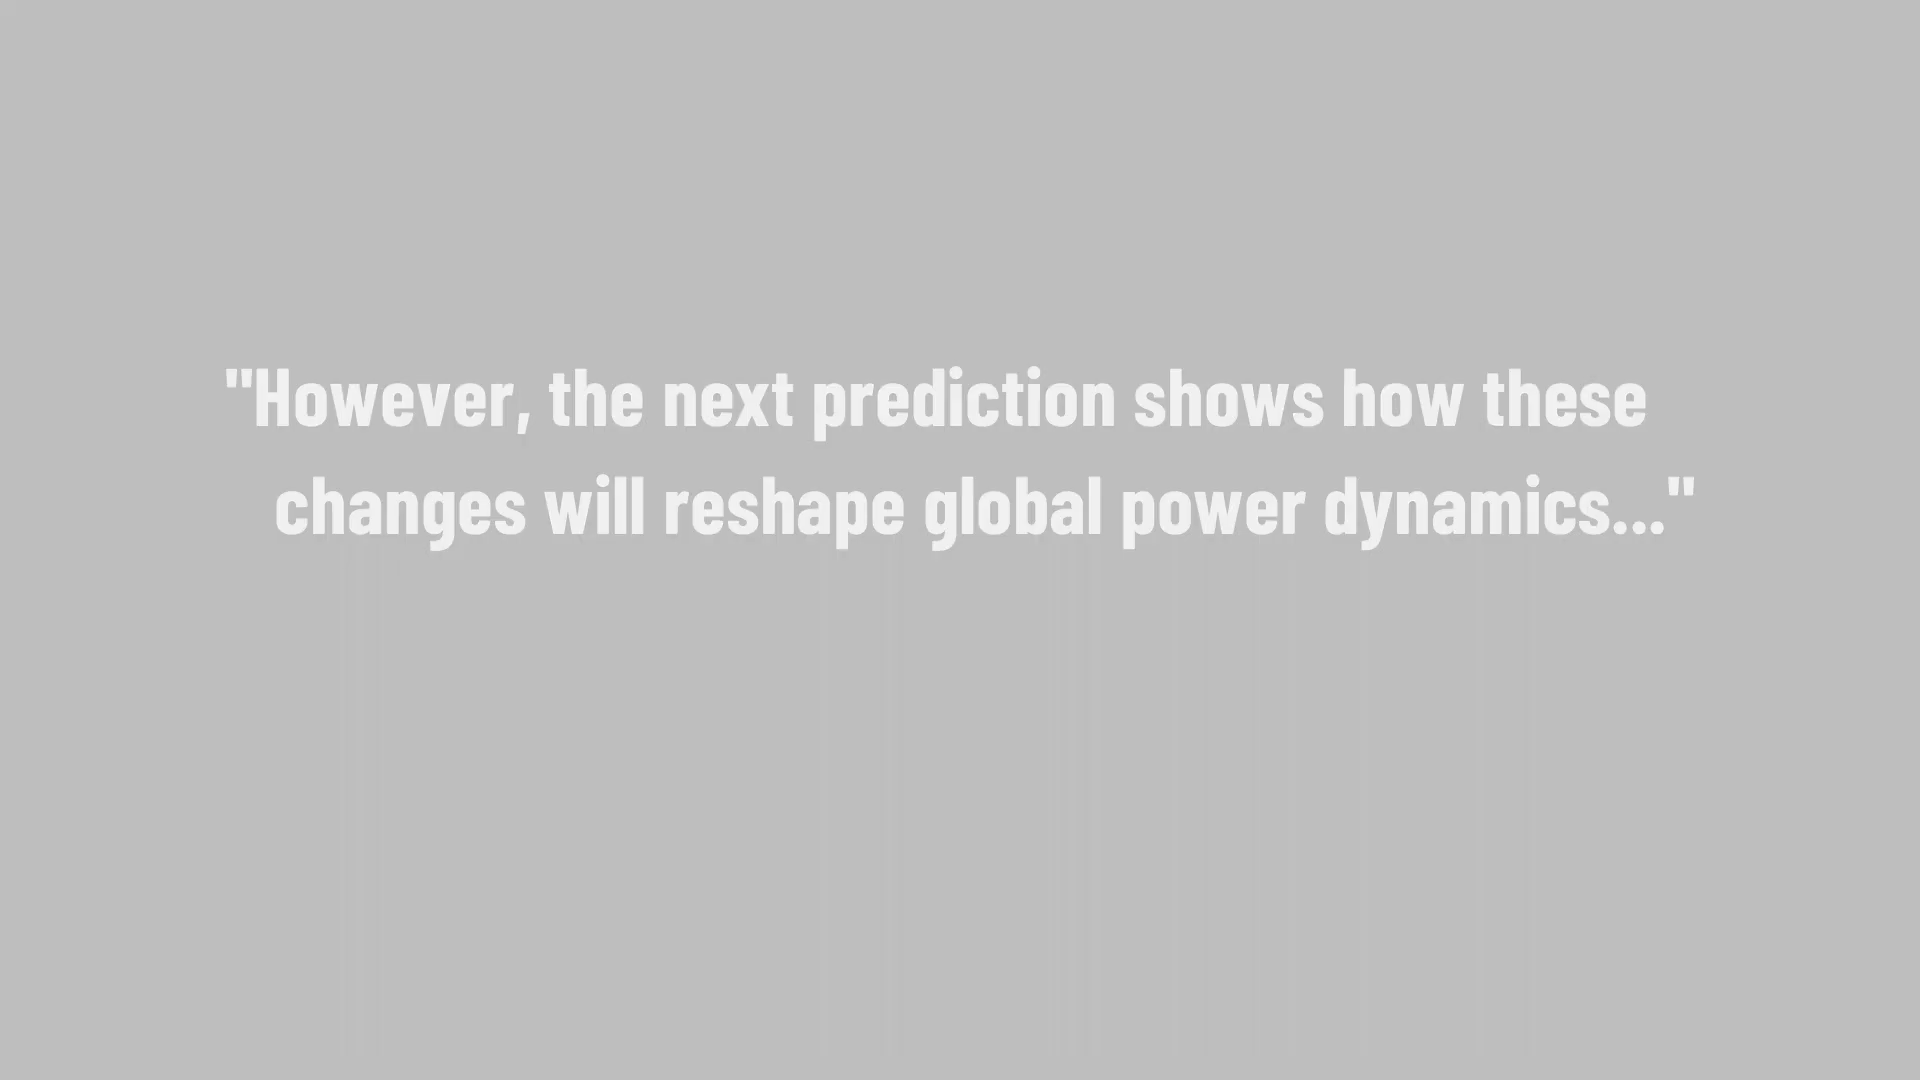 "However, the next prediction shows how these
changes will reshape global power dynamics..."